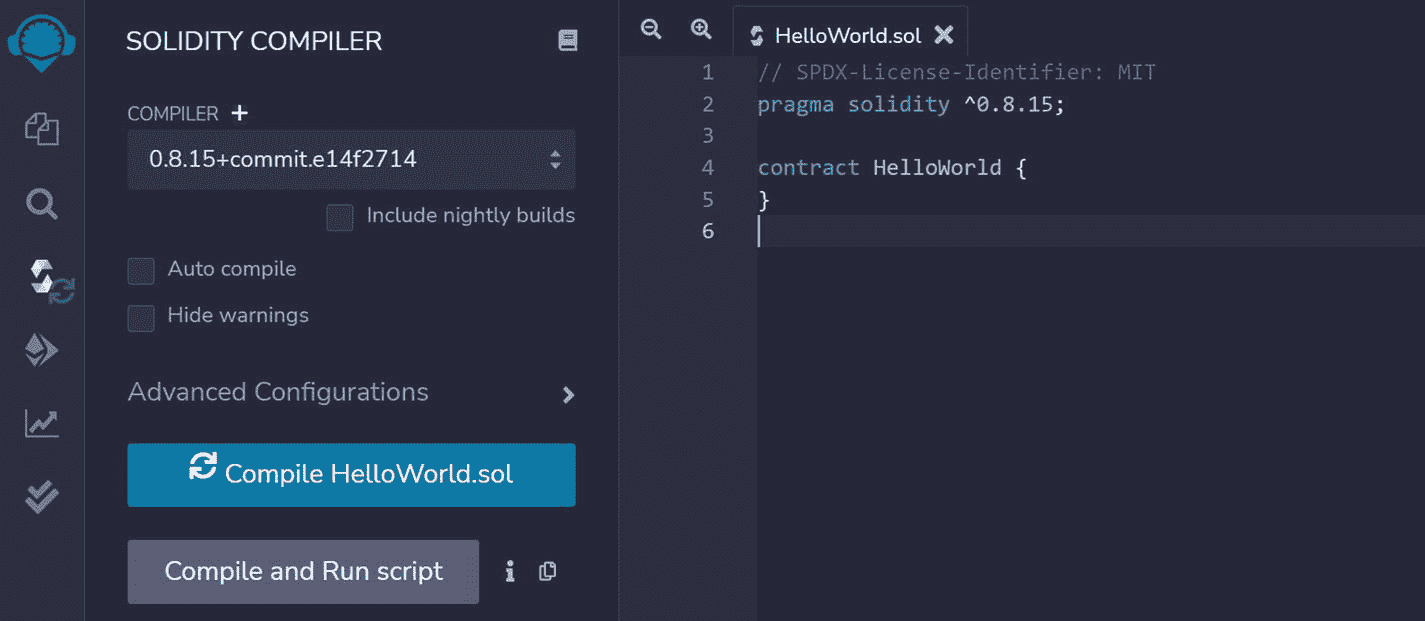 SOLIDITY COMPILER
COMPILER +
0.8.15+commit.e14f2714
Include nightly builds
Auto compile
Hide warnings
Advanced Configurations
Compile HelloWorld.sol
Compile and Run script
HelloWorld.sol
1 // SPDX-License-Identifier: MIT
2 pragma solidity ^0.8.15;
3
4 contract HelloWorld {
5 }
6